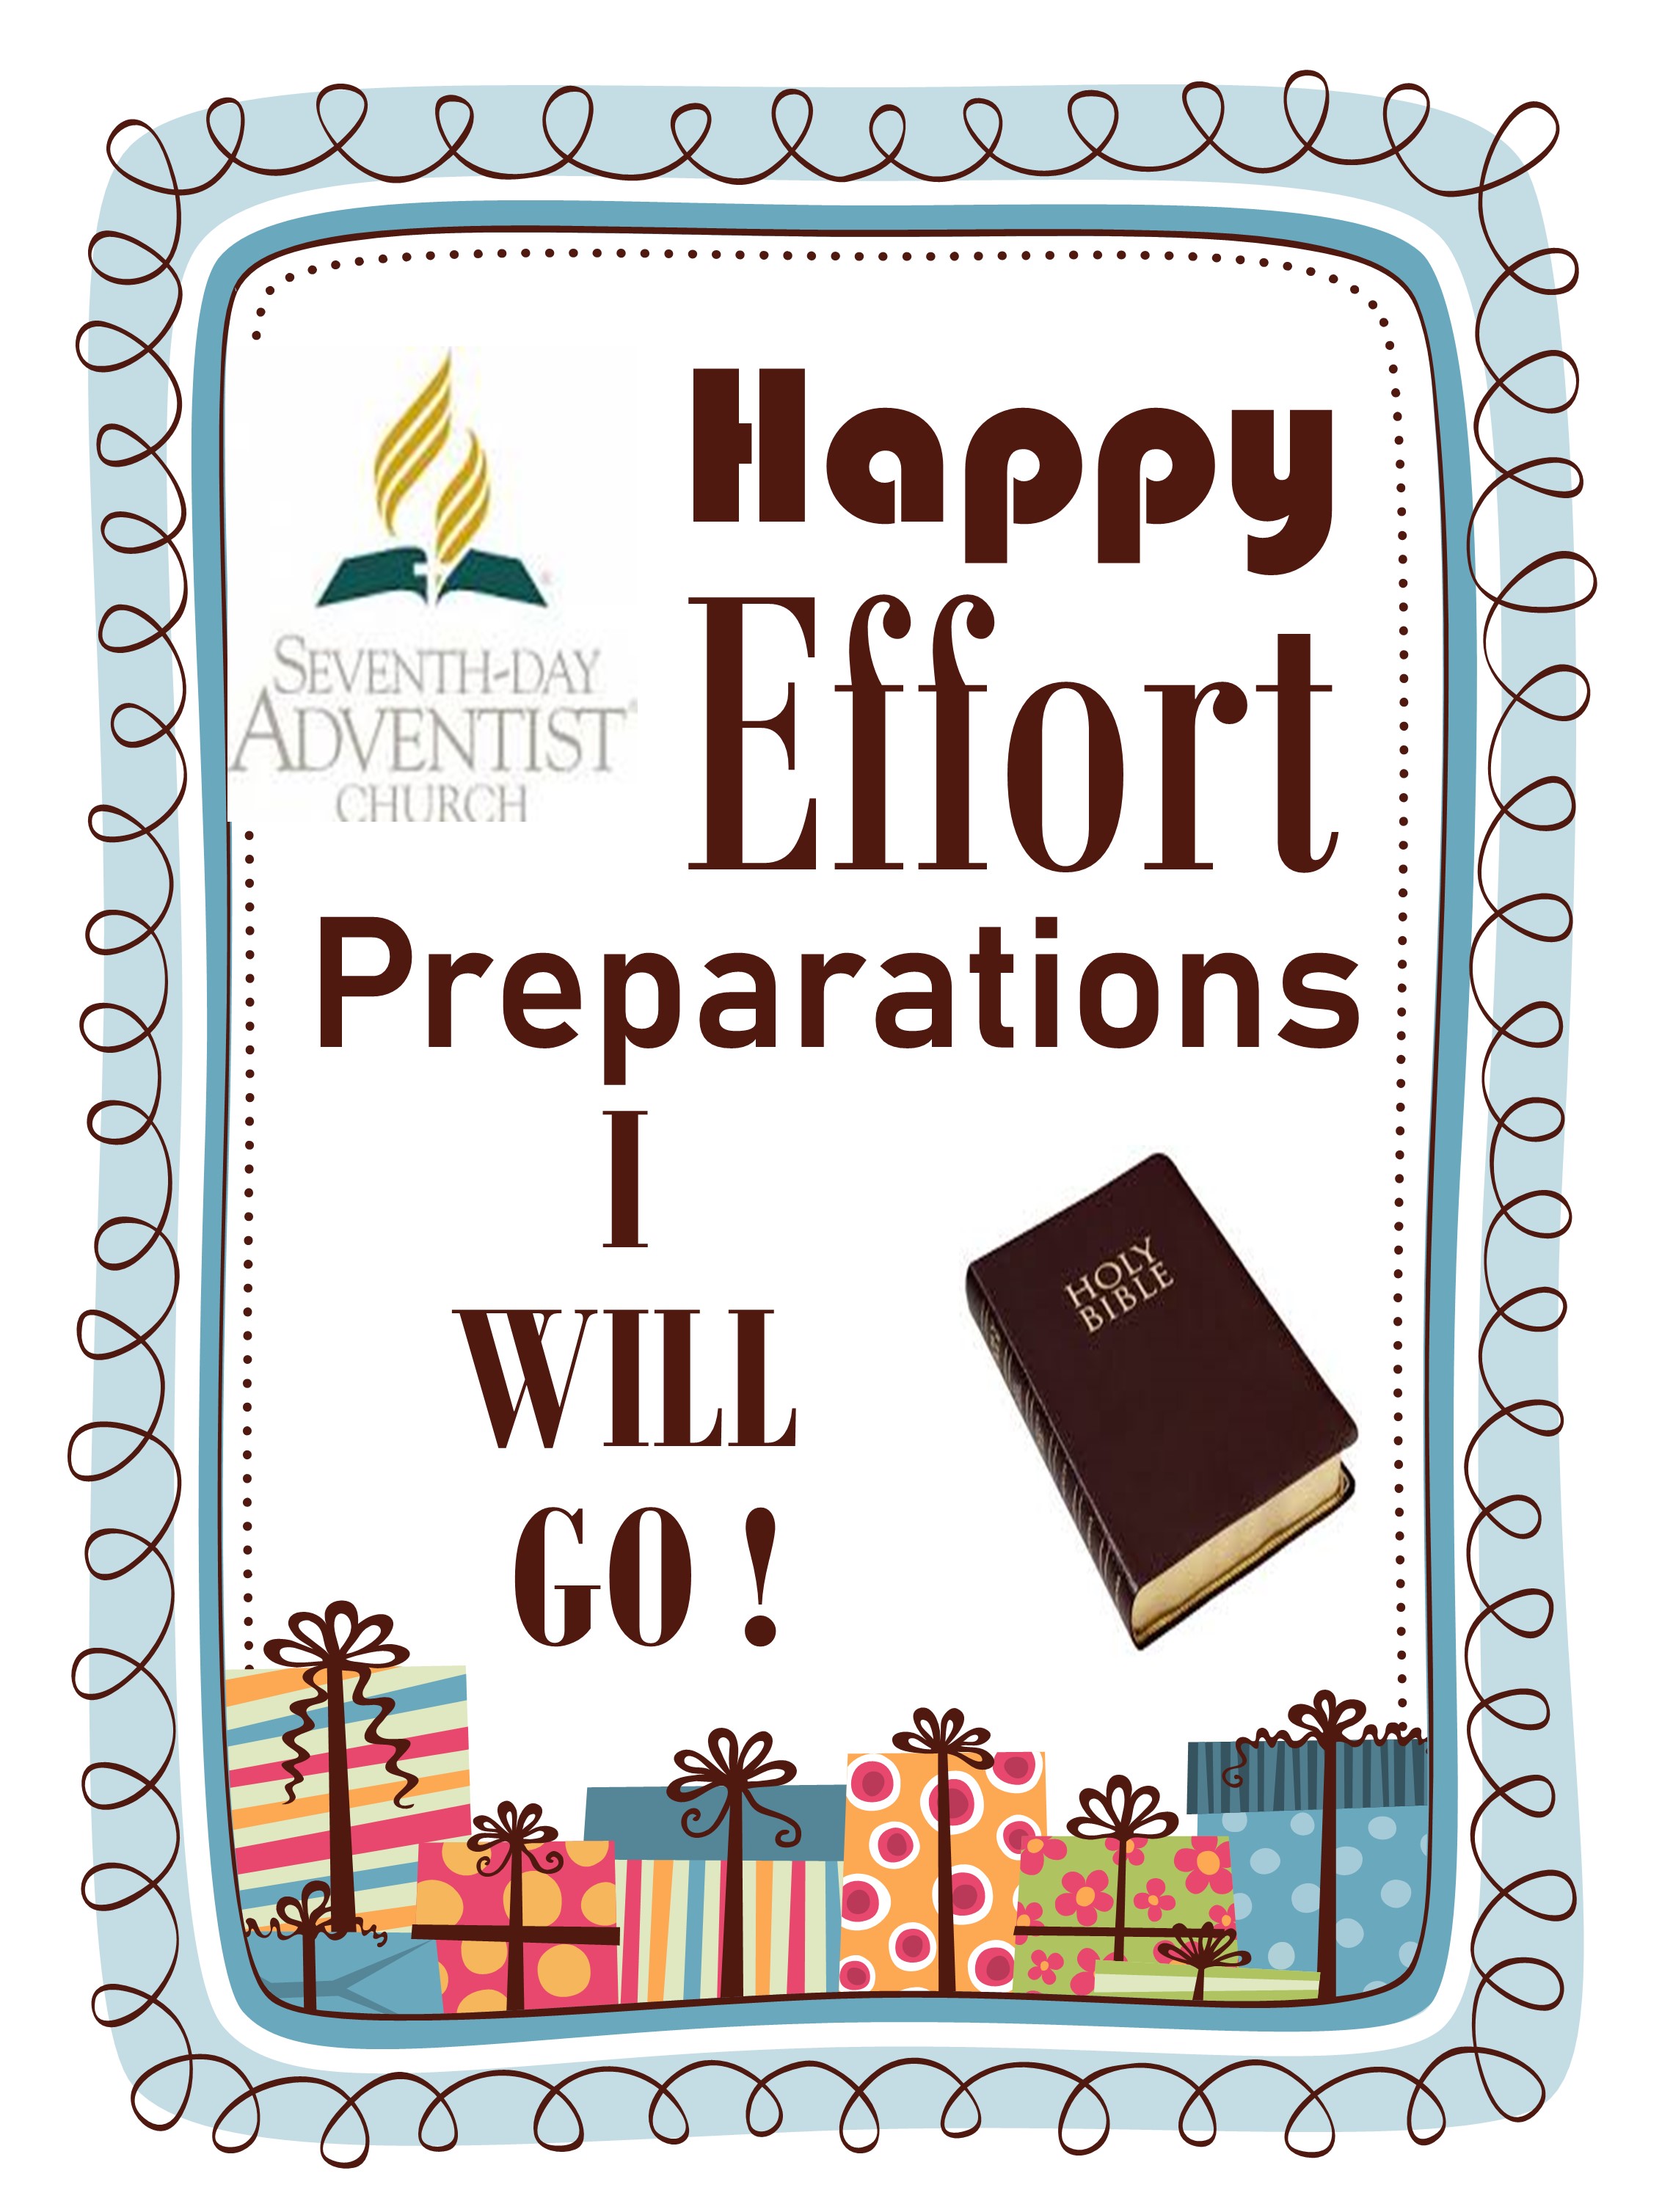 Happy
Effort
SEVENTH-DAY
ADVENTIST®
CHURCH
Preparations
I
WILL
GO !
HOLY
BIBLE